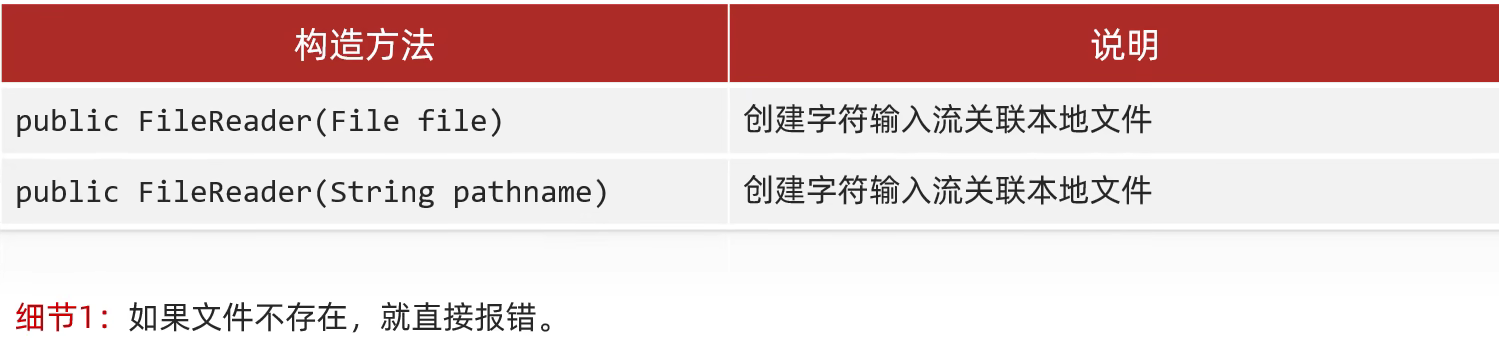 构造方法 说明
public FileReader(File file) 创建字符输入流关联本地文件
public FileReader(String pathname) 创建字符输入流关联本地文件
细节1：如果文件不存在，就直接报错。